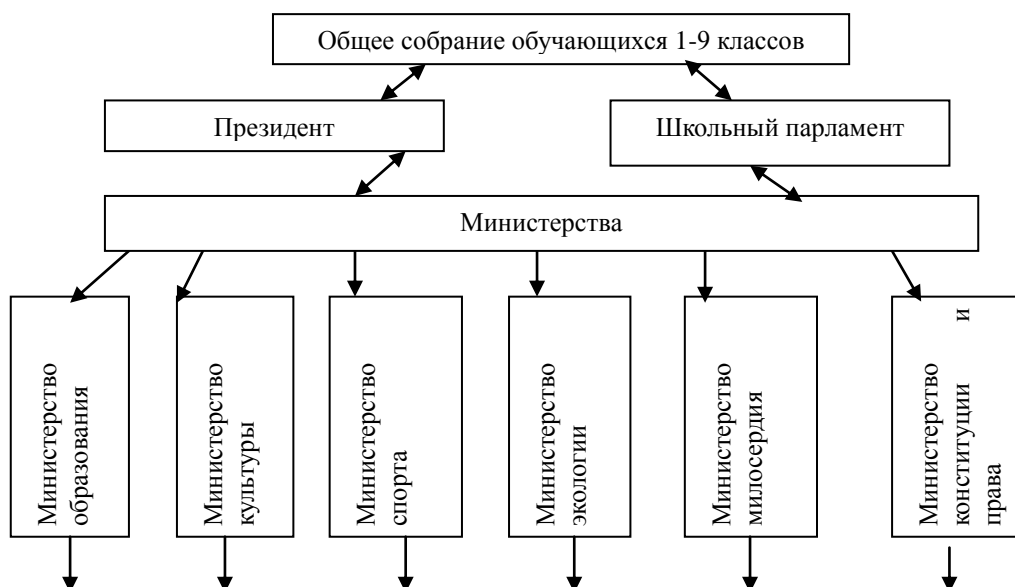 Общее собрание обучающихся 1-9 классов
Президент
Школьный парламент
Министерства
Министерство
образования
Министерство
культуры
Министерство
спорта
Министерство
экологии
Министерство
милосердия
Министерство и
конституции
права